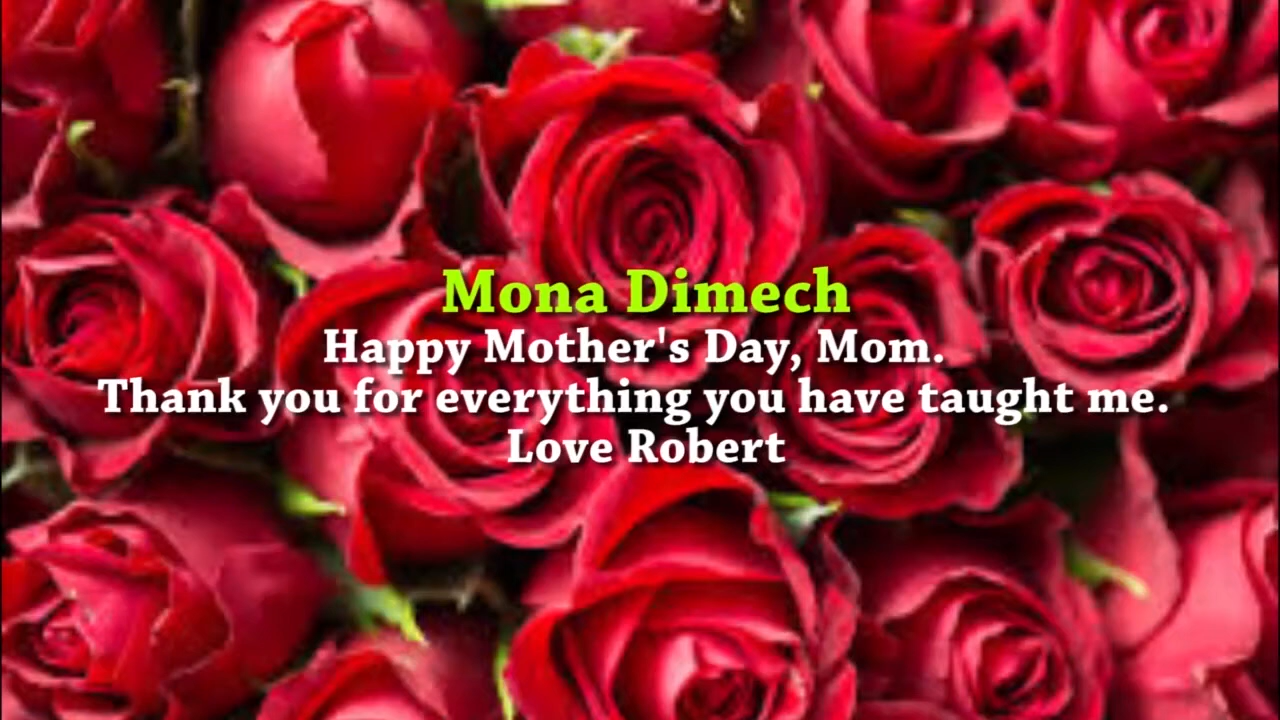 Mona Dimech
Happy Mother's Day, Mom.
Thank you for everything you have taught me.
Love Robert